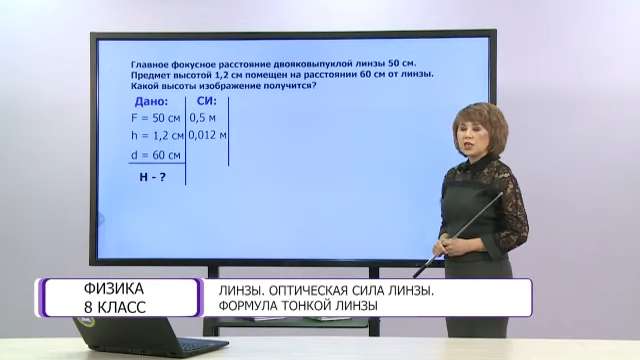 Главное фокусное расстояние двояковыпуклой линзы 50 см.
Предмет высотой 1,2 см помещен на расстоянии 60 см от линзы.
Какой высоты изображение получится?
Дано: СИ:
F = 50 см 0,5 м
h = 1,2 см 0,012 м
d = 60 см
H - ?
ФИЗИКА
8 КЛАСС
ЛИНЗЫ. ОПТИЧЕСКАЯ СИЛА ЛИНЗЫ.
ФОРМУЛА ТОНКОЙ ЛИНЗЫ